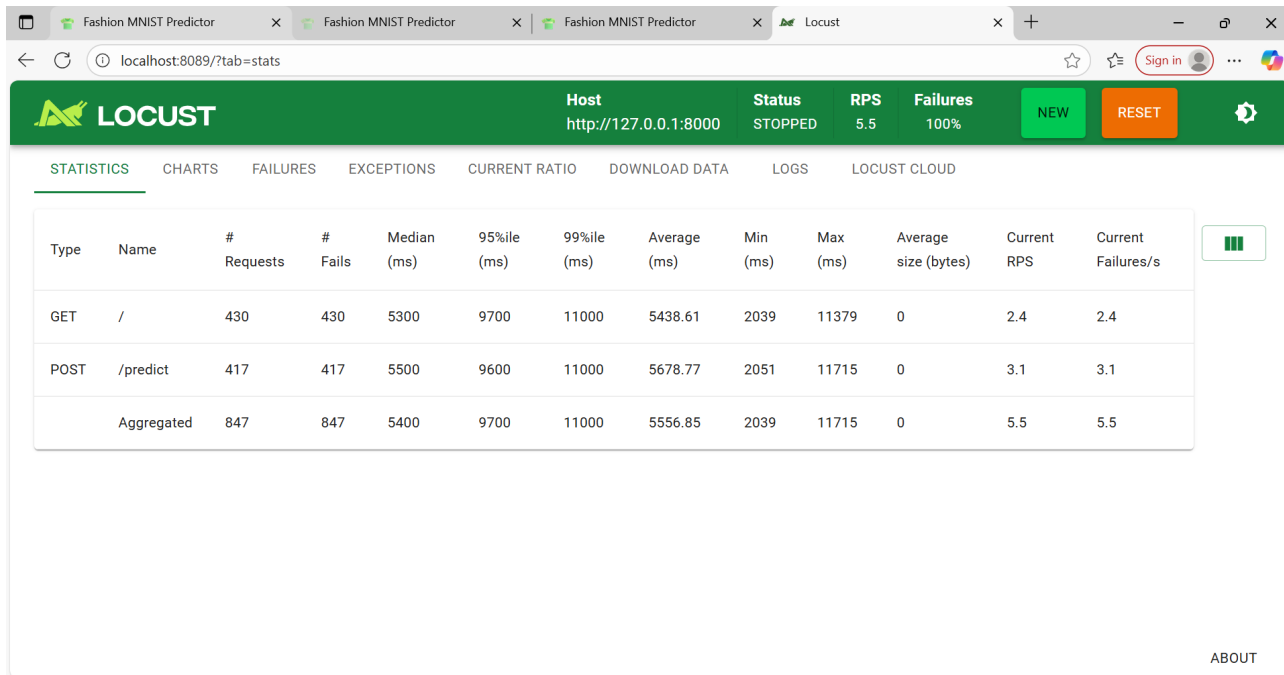 Fashion MNIST Predictor Fashion MNIST Predictor Fashion MNIST Predictor Locust
localhost:8089/?tab=stats Sign in
LOCUST
Host Status RPS Failures
http://127.0.0.1:8000 STOPPED 5.5 100%
NEW RESET
STATISTICS CHARTS FAILURES EXCEPTIONS CURRENT RATIO DOWNLOAD DATA LOGS LOCUST CLOUD
Type Name # Requests # Fails Median (ms) 95%ile (ms) 99%ile (ms) Average (ms) Min (ms) Max (ms) Average size (bytes) Current RPS Current Failures/s
GET / 430 430 5300 9700 11000 5438.61 2039 11379 0 2.4 2.4
POST /predict 417 417 5500 9600 11000 5678.77 2051 11715 0 3.1 3.1
Aggregated 847 847 5400 9700 11000 5556.85 2039 11715 0 5.5 5.5
ABOUT